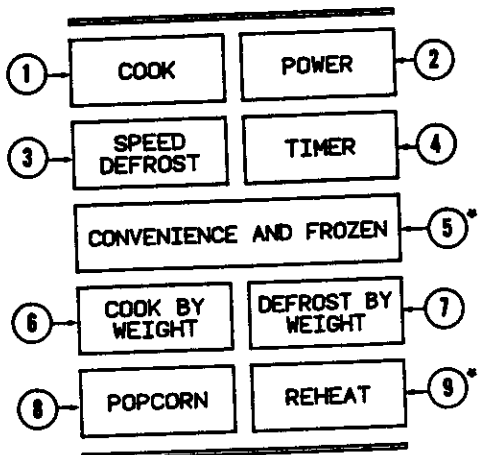 1 COOK POWER 2
3 SPEED DEFROST TIMER 4
CONVENIENCE AND FROZEN 5*
6 COOK BY WEIGHT DEFROST BY WEIGHT 7
8 POPCORN REHEAT 9*